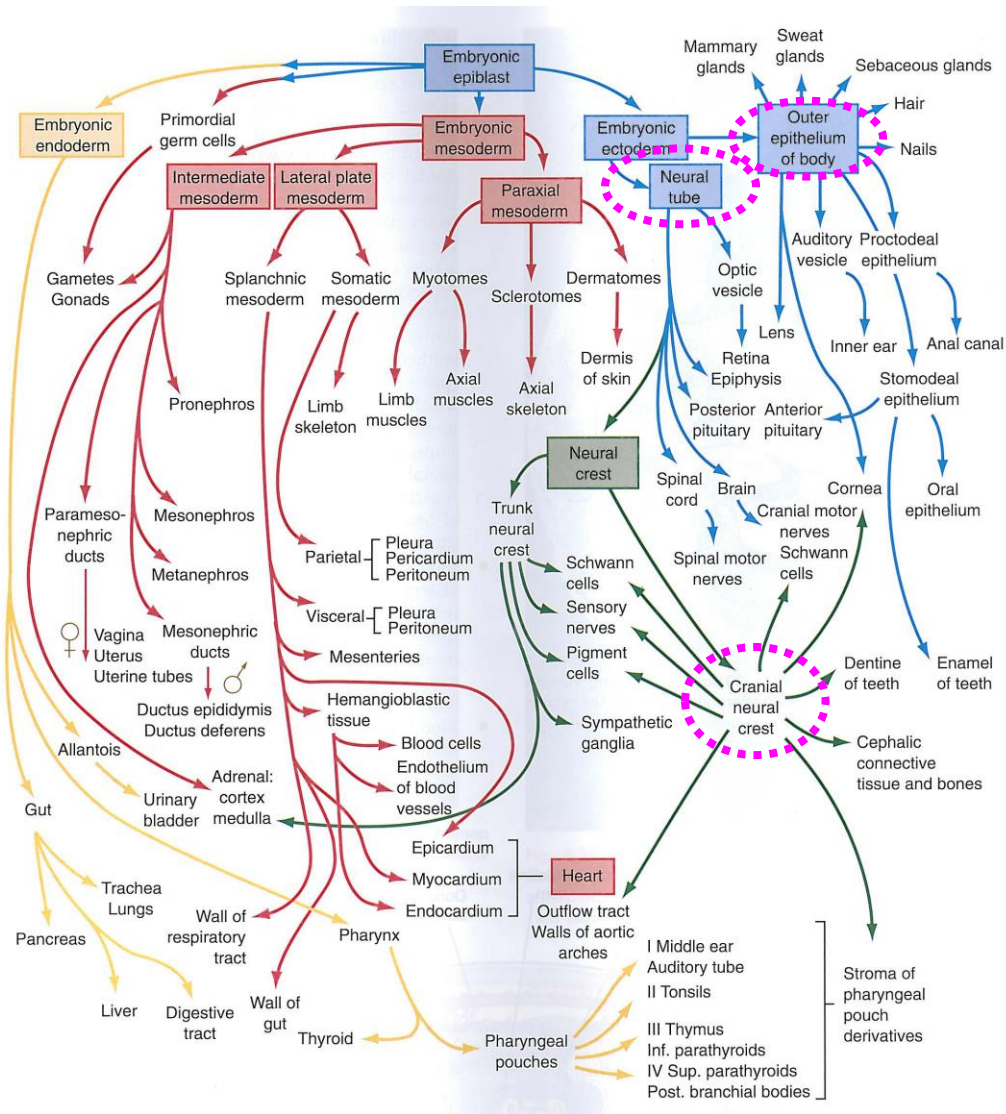 Embryonic
epiblast
Mammary
glands
Sweat
glands
Sebaceous glands
Hair
Nails
Embryonic
endoderm
Primordial
germ cells
Embryonic
mesoderm
Embryonic
ectoderm
Outer
epithelium
of body
Intermediate
mesoderm
Lateral plate
mesoderm
Paraxial
mesoderm
Neural
tube
Gametes
Gonads
Splanchnic
mesoderm
Somatic
mesoderm
Myotomes
Sclerotomes
Dermatomes
Optic
vesicle
Auditory
vesicle
Proctodeal
epithelium
Lens
Inner ear
Anal canal
Pronephros
Limb
skeleton
Limb
muscles
Axial
muscles
Axial
skeleton
Dermis
of skin
Retina
Epiphysis
Posterior
pituitary
Anterior
pituitary
Stomodeal
epithelium
Neural
crest
Parameso-
nephric
ducts
Mesonephros
Metanephros
Parietal
Pleura
Pericardium
Peritoneum
Trunk
neural
crest
Spinal
cord
Brain
Cornea
Oral
epithelium
Cranial motor
nerves
Spinal motor
nerves
Schwann
cells
Schwann
cells
Visceral
Pleura
Peritoneum
Sensory
nerves
Vagina
Uterus
Uterine tubes
Mesonephric
ducts
Mesenteries
Pigment
cells
Cranial
neural
crest
Dentine
of teeth
Enamel
of teeth
Ductus epididymis
Ductus deferens
Hemangioblastic
tissue
Sympathetic
ganglia
Allantois
Blood cells
Endothelium
of blood
vessels
Cephalic
connective
tissue and bones
Gut
Urinary
bladder
Adrenal:
cortex
medulla
Epicardium
Myocardium
Endocardium
Heart
Trachea
Lungs
Pancreas
Wall of
respiratory
tract
Pharynx
Outflow tract
Walls of aortic
arches
I Middle ear
Auditory tube
II Tonsils
III Thymus
Inf. parathyroids
IV Sup. parathyroids
Post. branchial bodies
Stroma of
pharyngeal
pouch
derivatives
Liver
Digestive
tract
Wall of
gut
Thyroid
Pharyngeal
pouches